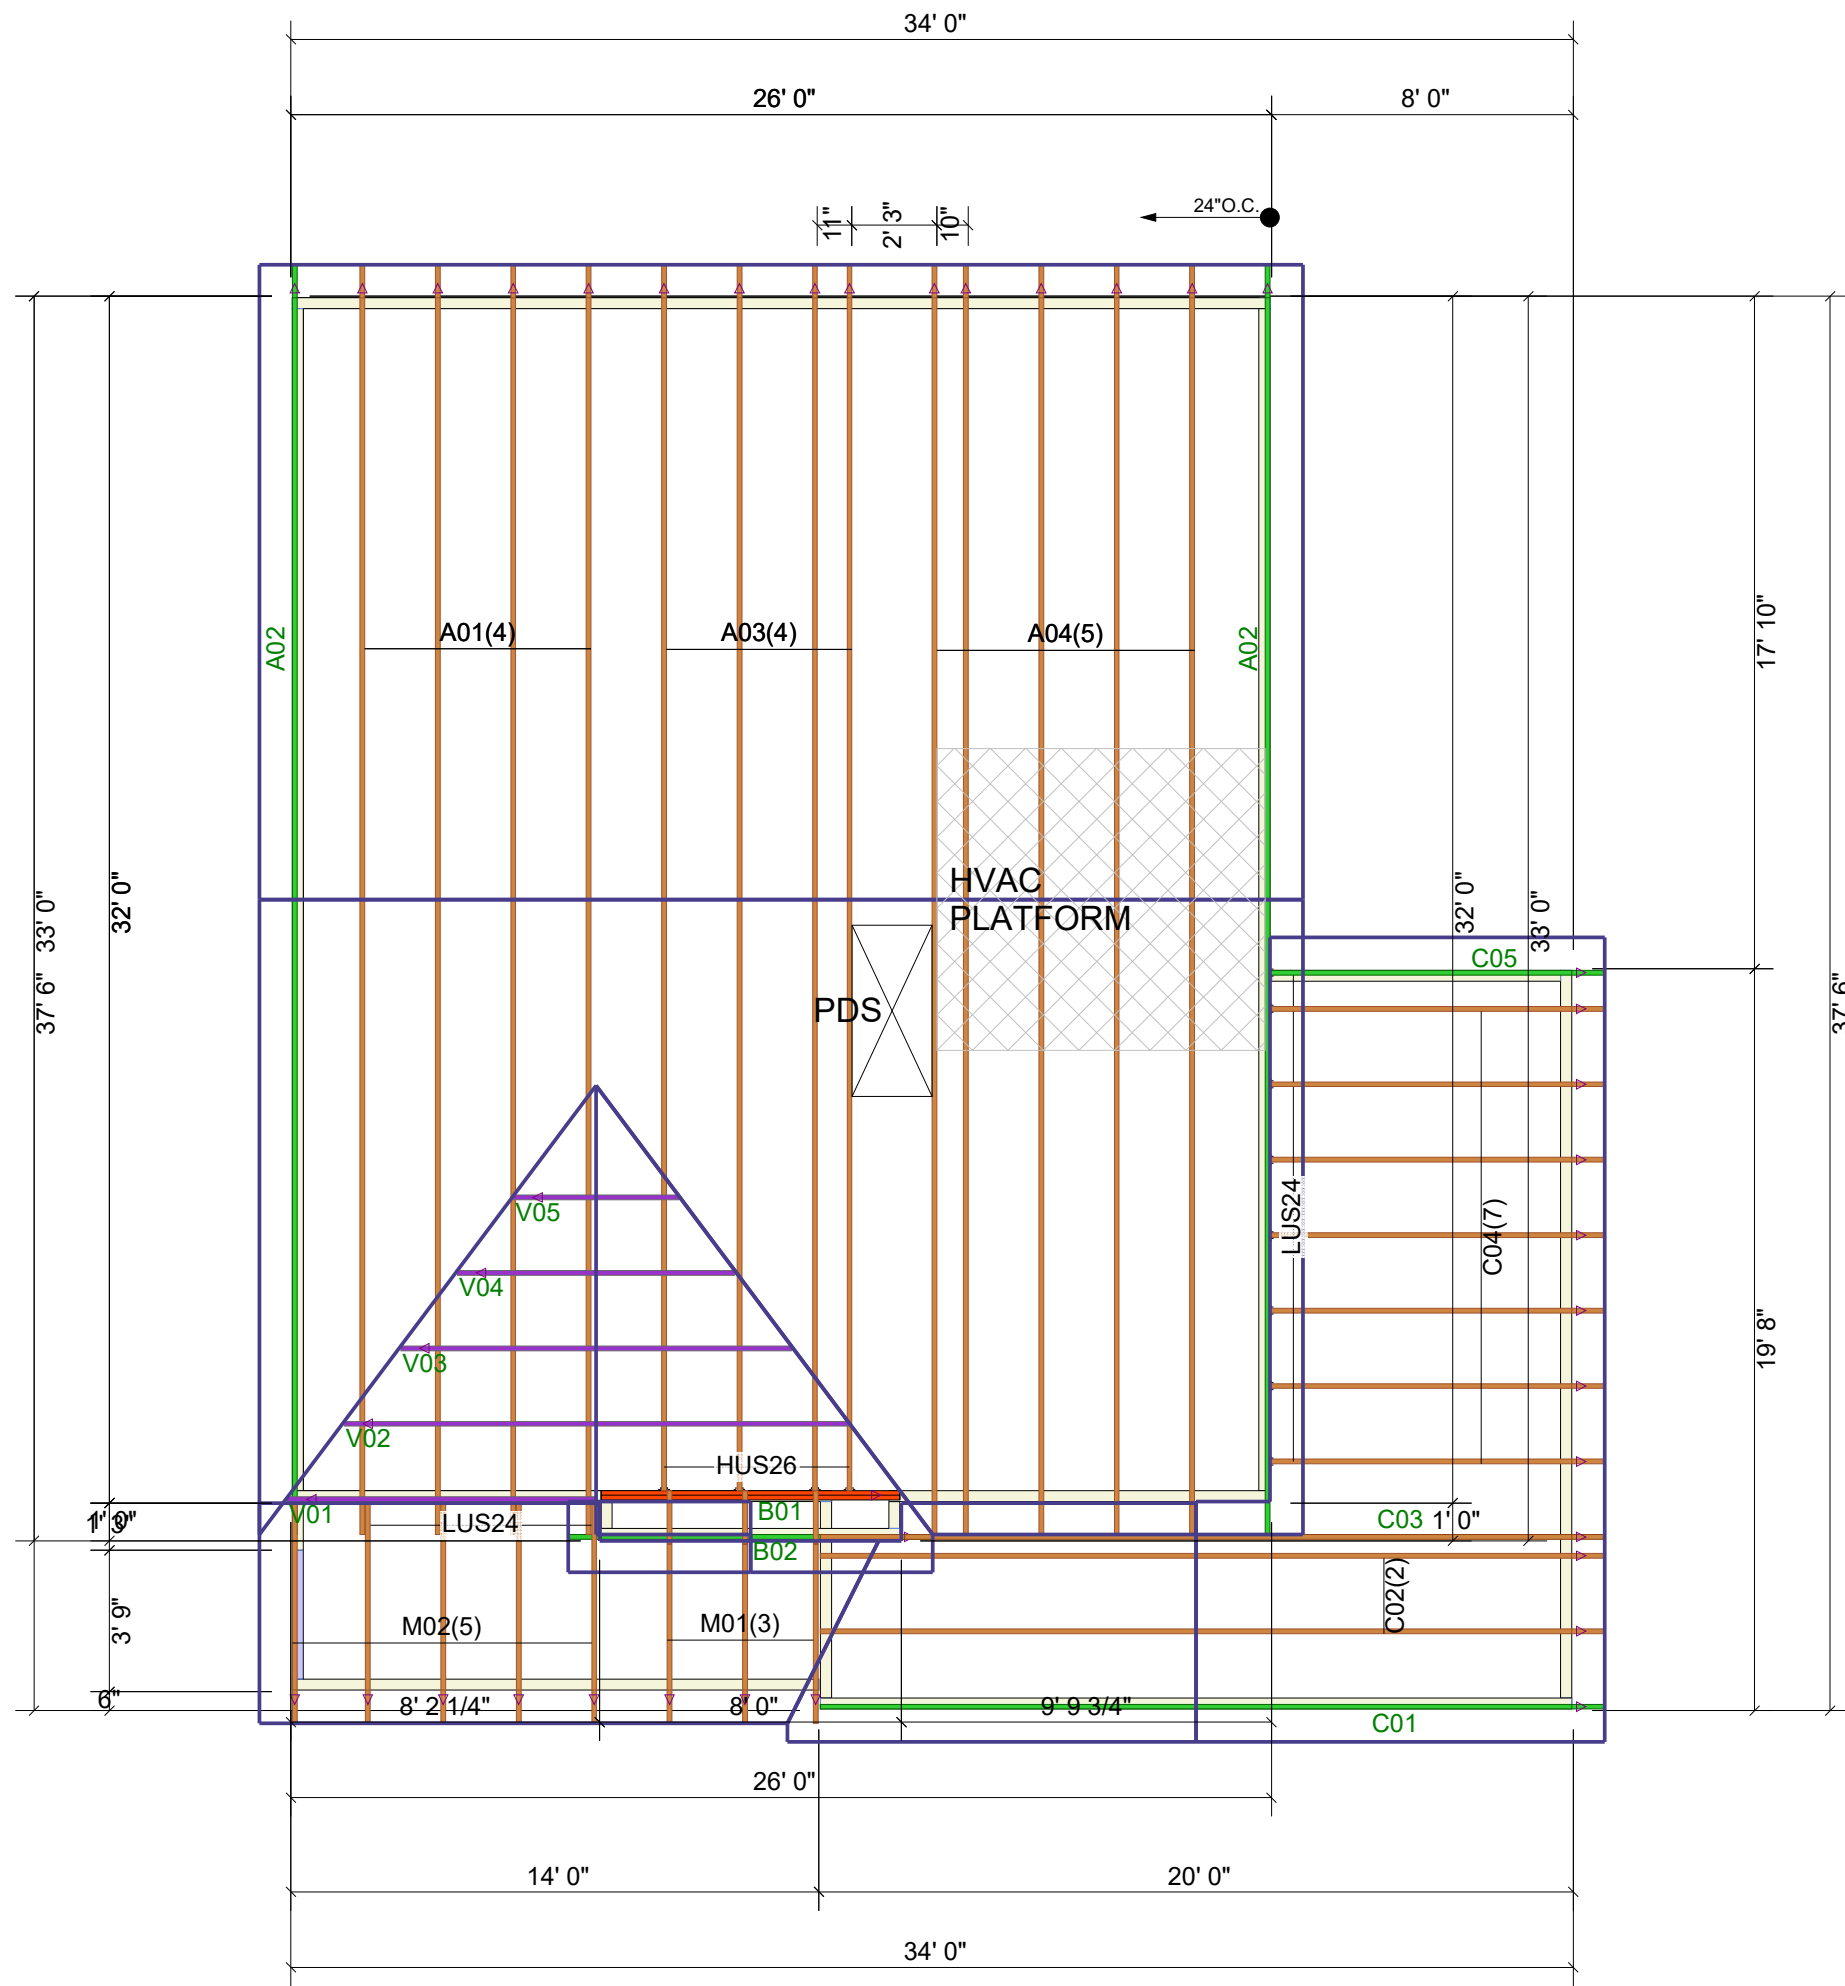 34' 0"
26' 0"
8' 0"
24"O.C.
11"
2' 3"
10"
A02
A01(4)
A03(4)
A04(5)
A02
17' 10"
37' 6"
33' 0"
32' 0"
HVAC
PLATFORM
32' 0"
33' 0"
37' 6"
C05
PDS
LUS24
C04(7)
V05
V04
V03
19' 8"
V02
HUS26
V01
LUS24
B01
C03
1' 0"
B02
C02(2)
3' 9"
M02(5)
M01(3)
6"
8' 2 1/4"
8' 0"
9' 9 3/4"
C01
26' 0"
14' 0"
20' 0"
34' 0"